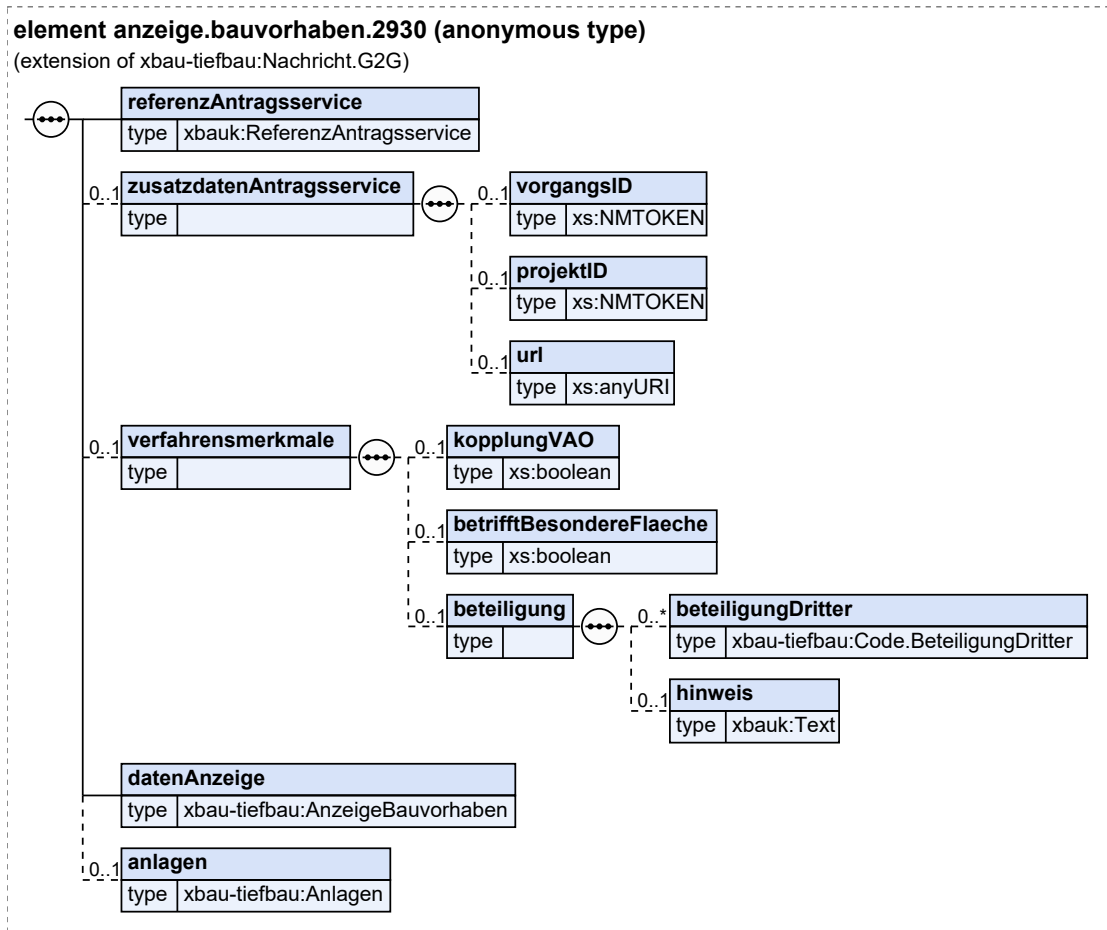 element anzeige.bauvorhaben.2930 (anonymous type)
(extension of xbau-tiefbau:Nachricht.G2G)
referenzAntragsservice
type xbauk:ReferenzAntragsservice
0..1 zusatzdatenAntragsservice
type
0..1 vorgangsID
type xs:NMTOKEN
0..1 projektID
type xs:NMTOKEN
0..1 url
type xs:anyURI
0..1 verfahrensmerkmale
type
0..1 kopplungVAO
type xs:boolean
0..1 betrifftBesondereFlaeche
type xs:boolean
0..1 beteiligung
type
0..* beteiligungDritter
type xbau-tiefbau:Code.BeteiligungDritter
0..1 hinweis
type xbauk:Text
datenAnzeige
type xbau-tiefbau:AnzeigeBauvorhaben
0..1 anlagen
type xbau-tiefbau:Anlagen